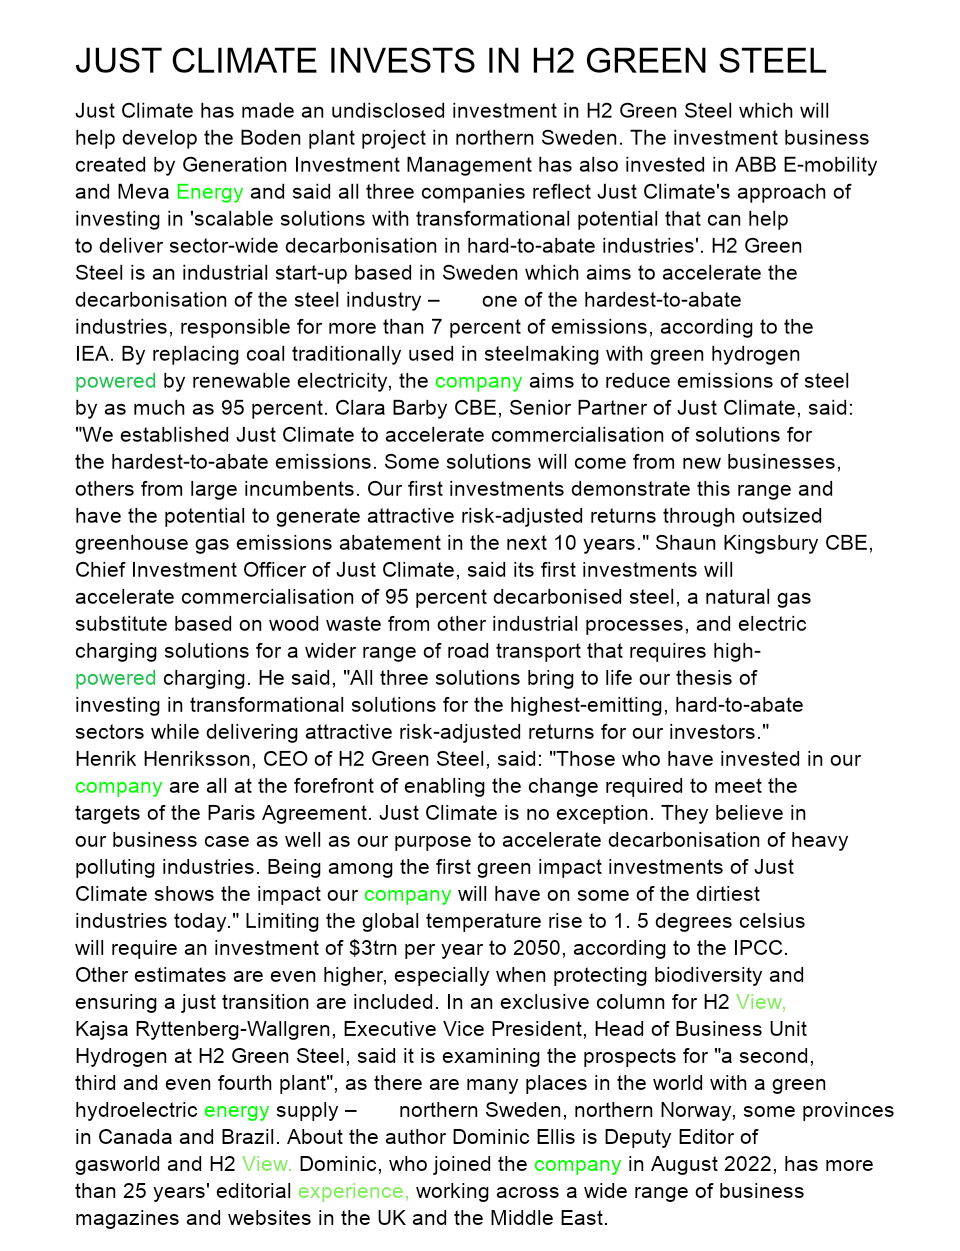 JUST CLIMATE INVESTS IN H2 GREEN STEEL
Just Climate has made an undisclosed investment in H2 Green Steel which will
help develop the Boden plant project in northern Sweden. The investment business
created by Generation Investment Management has also invested in ABB E-mobility
and Meva Energy and said all three companies reflect Just Climate's approach of
investing in 'scalable solutions with transformational potential that can help
to deliver sector-wide decarbonisation in hard-to-abate industries'. H2 Green
Steel is an industrial start-up based in Sweden which aims to accelerate the
decarbonisation of the steel industry – one of the hardest-to-abate
industries, responsible for more than 7 percent of emissions, according to the
IEA. By replacing coal traditionally used in steelmaking with green hydrogen
powered by renewable electricity, the company aims to reduce emissions of steel
by as much as 95 percent. Clara Barby CBE, Senior Partner of Just Climate, said:
"We established Just Climate to accelerate commercialisation of solutions for
the hardest-to-abate emissions. Some solutions will come from new businesses,
others from large incumbents. Our first investments demonstrate this range and
have the potential to generate attractive risk-adjusted returns through outsized
greenhouse gas emissions abatement in the next 10 years." Shaun Kingsbury CBE,
Chief Investment Officer of Just Climate, said its first investments will
accelerate commercialisation of 95 percent decarbonised steel, a natural gas
substitute based on wood waste from other industrial processes, and electric
charging solutions for a wider range of road transport that requires high-
powered charging. He said, "All three solutions bring to life our thesis of
investing in transformational solutions for the highest-emitting, hard-to-abate
sectors while delivering attractive risk-adjusted returns for our investors."
Henrik Henriksson, CEO of H2 Green Steel, said: "Those who have invested in our
company are all at the forefront of enabling the change required to meet the
targets of the Paris Agreement. Just Climate is no exception. They believe in
our business case as well as our purpose to accelerate decarbonisation of heavy
polluting industries. Being among the first green impact investments of Just
Climate shows the impact our company will have on some of the dirtiest
industries today." Limiting the global temperature rise to 1. 5 degrees celsius
will require an investment of $3trn per year to 2050, according to the IPCC.
Other estimates are even higher, especially when protecting biodiversity and
ensuring a just transition are included. In an exclusive column for H2 View,
Kajsa Ryttenberg-Wallgren, Executive Vice President, Head of Business Unit
Hydrogen at H2 Green Steel, said it is examining the prospects for "a second,
third and even fourth plant", as there are many places in the world with a green
hydroelectric energy supply – northern Sweden, northern Norway, some provinces
in Canada and Brazil. About the author Dominic Ellis is Deputy Editor of
gasworld and H2 View. Dominic, who joined the company in August 2022, has more
than 25 years' editorial experience, working across a wide range of business
magazines and websites in the UK and the Middle East.